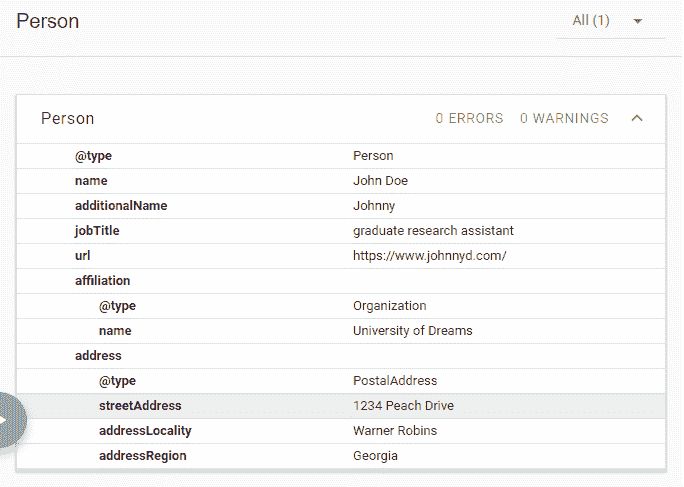 Person All (1)
Person 0 ERRORS 0 WARNINGS
@type Person
name John Doe
additionalName Johnny
jobTitle graduate research assistant
url https://www.johnnyd.com/
affiliation
@type Organization
name University of Dreams
address
@type PostalAddress
streetAddress 1234 Peach Drive
addressLocality Warner Robins
addressRegion Georgia